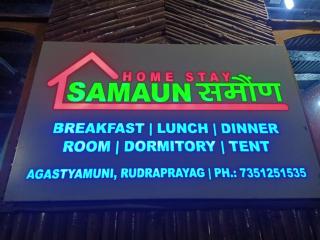 HOME STAY
SAMAUN समौंण
BREAKFAST | LUNCH | DINNER
ROOM | DORMITORY | TENT
AGASTYAMUNI, RUDRAPRAYAG | PH.: 7351251535